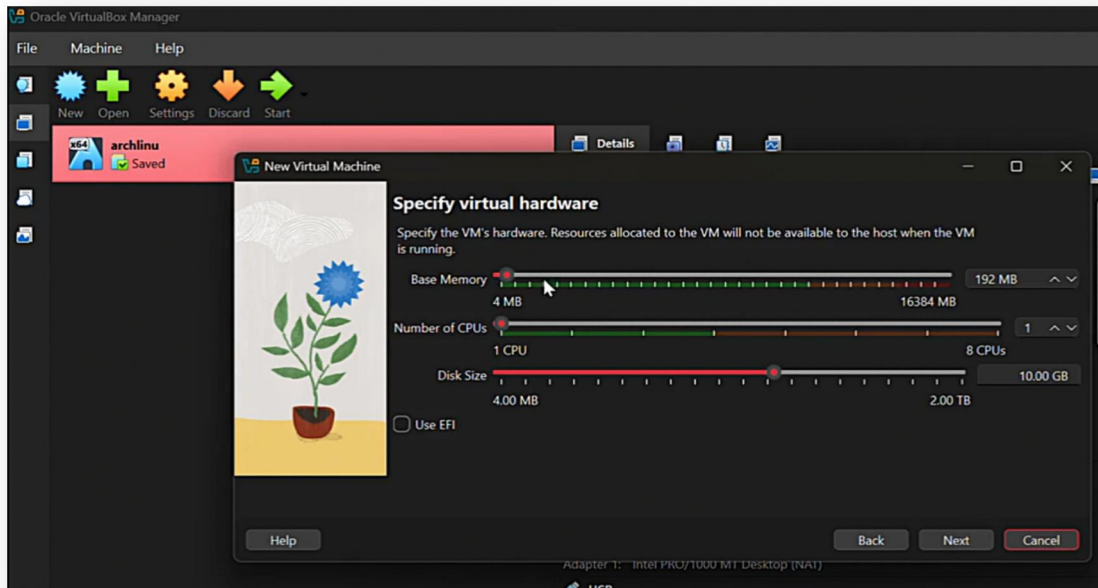 Oracle VirtualBox Manager
File Machine Help
New Open Settings Discard Start
x64 archlinu
Saved
Details
New Virtual Machine
Specify virtual hardware
Specify the VM's hardware. Resources allocated to the VM will not be available to the host when the VM
is running.
Base Memory 192 MB
4 MB 16384 MB
Number of CPUs 1
1 CPU 8 CPUs
Disk Size 10.00 GB
4.00 MB 2.00 TB
Use EFI
Help Back Next Cancel
Adapter 1: Intel PRO/1000 MT Desktop (NAT)
USB